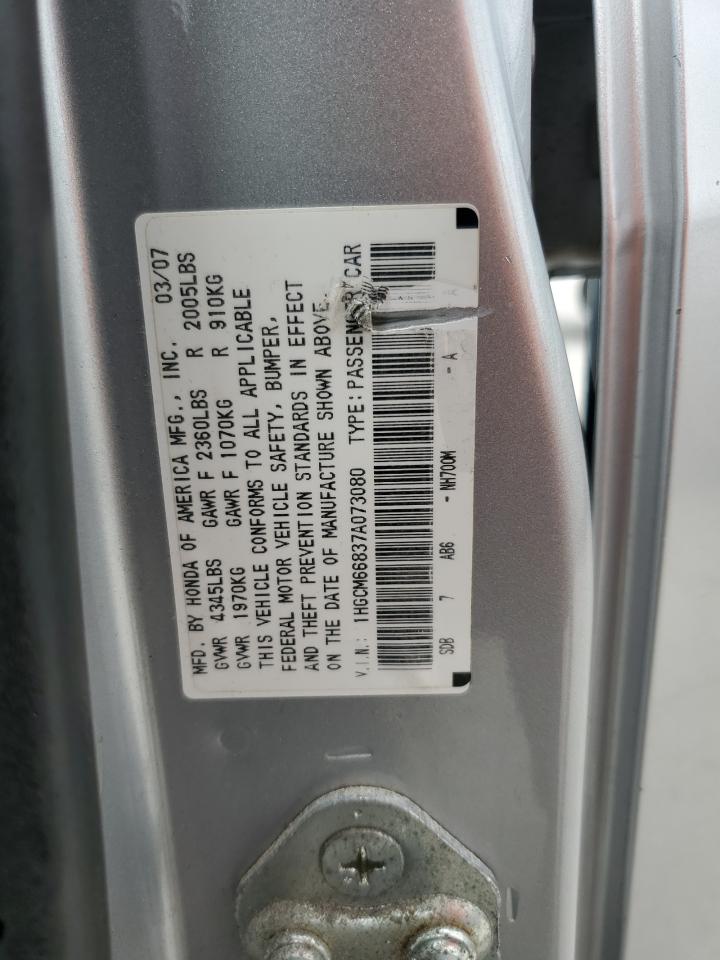 MFD. BY HONDA OF AMERICA MFG., INC. 03/07
GVWR 4345LBS GAWR F 2360LBS R 2005LBS
GVWR 1970KG GAWR F 1070KG R 910KG
THIS VEHICLE CONFORMS TO ALL APPLICABLE
FEDERAL MOTOR VEHICLE SAFETY, BUMPER,
AND THEFT PREVENTION STANDARDS IN EFFECT
ON THE DATE OF MANUFACTURE SHOWN ABOVE.
V.I.N.: 1HGCM66837A073080 TYPE: PASSENGER CAR
SDB 7 AB6 - NH700M - A